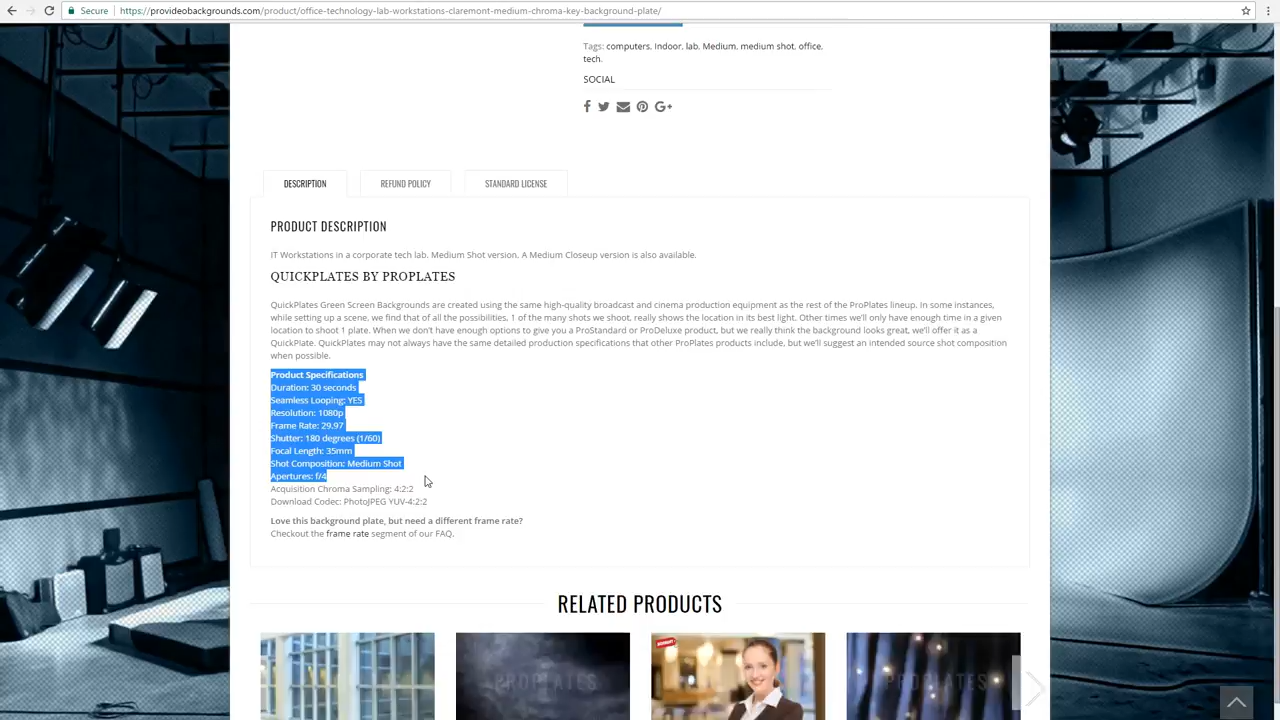 Secure
https://provideobackgrounds.com/product/office-technology-lab-workstations-claremont-medium-chroma-key-background-plate/
Tags: computers, Indoor, lab, Medium, medium shot, office,
tech.
SOCIAL
DESCRIPTION
REFUND POLICY
STANDARD LICENSE
PRODUCT DESCRIPTION
IT Workstations in a corporate tech lab. Medium Shot version. A Medium Closeup version is also available.
QUICKPLATES BY PROPLATES
QuickPlates Green Screen Backgrounds are created using the same high-quality broadcast and cinema production equipment as the rest of the ProPlates lineup. In some instances,
while setting up a scene, we find that of all the possibilities, 1 of the many shots we shoot, really shows the location in its best light. Other times we'll only have enough time in a given
location to shoot 1 plate. When we don't have enough options to give you a ProStandard or ProDeluxe product, but we really think the background looks great, we'll offer it as a
QuickPlate. QuickPlates may not always have the same detailed production specifications that other ProPlates products include, but we'll suggest an intended source shot composition
when possible.
Product Specifications
Duration: 30 seconds
Seamless Looping: YES
Resolution: 1080p
Frame Rate: 29.97
Shutter: 180 degrees (1/60)
Focal Length: 35mm
Shot Composition: Medium Shot
Apertures: f/4
Acquisition Chroma Sampling: 4:2:2
Download Codec: PhotoJPEG YUV-4:2:2
Love this background plate, but need a different frame rate?
Checkout the frame rate segment of our FAQ.
RELATED PRODUCTS
PROPLATES
PROPLATES